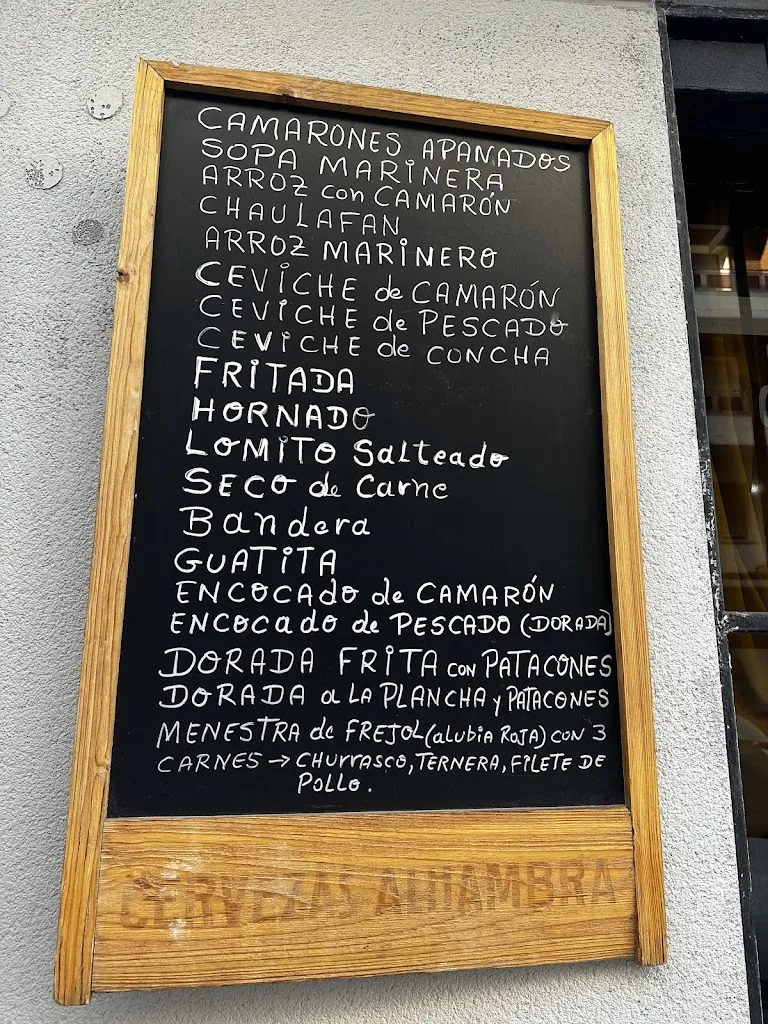 CAMARONES APANADOS
SOPA MARINERA
ARROZ con CAMARÓN
CHAULAFAN
ARROZ MARINERO
CEVICHE de CAMARÓN
CEVICHE de PESCADO
CEVICHE de CONCHA
FRITADA
HORNADO
LOMITO Salteado
SECO de Carne
Bandera
GUATITA
ENCOCAdo de CAMARÓN
ENCOCado de PESCADO (DORADA)
DORADA FRITA con PATACONES
DORADA a LA PLANCHA y PATACONES
MENESTRA de FREJOL (alubia ROJA) CON 3
CARNES → CHURRASCO, TERNERA, FILETE DE
POLLO.
CERVEZAS ALHAMBRA